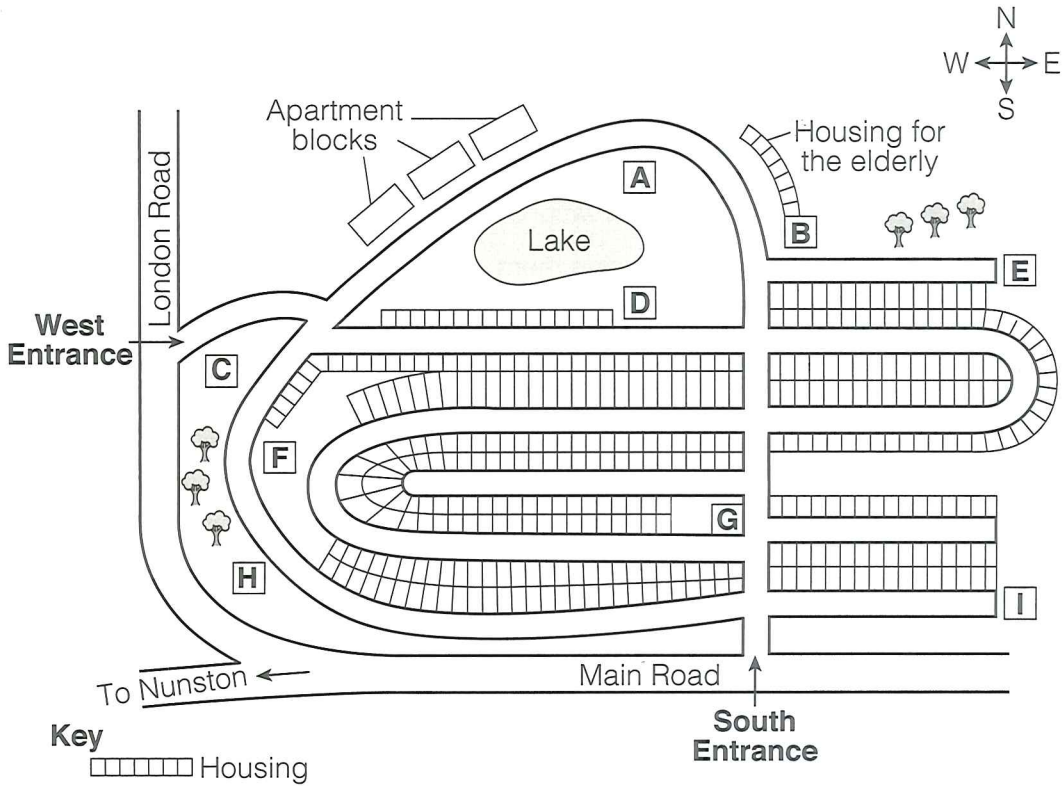 N
W E
S
Apartment
blocks
Housing for
the elderly
London Road
A
B
Lake
E
D
West
Entrance
C
F
G
H
I
Main Road
To Nunston
South
Entrance
Key
Housing